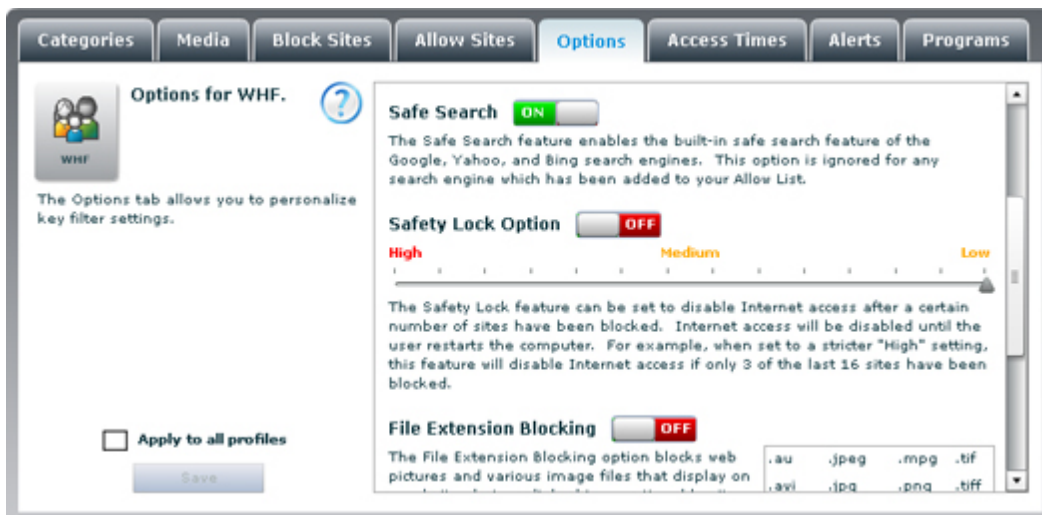 Categories Media Block Sites Allow Sites Options Access Times Alerts Programs
Options for WHF.
?
WHF
The Options tab allows you to personalize
key filter settings.
Apply to all profiles
Save
Safe Search ON
The Safe Search feature enables the built-in safe search feature of the
Google, Yahoo, and Bing search engines. This option is ignored for any
search engine which has been added to your Allow List.
Safety Lock Option OFF
High Medium Low
The Safety Lock feature can be set to disable Internet access after a certain
number of sites have been blocked. Internet access will be disabled until the
user restarts the computer. For example, when set to a stricter "High" setting,
this feature will disable Internet access if only 3 of the last 16 sites have been
blocked.
File Extension Blocking OFF
The File Extension Blocking option blocks web
pictures and various image files that display on
.au .jpeg .mpg .tif
.avi .jpg .png .tiff